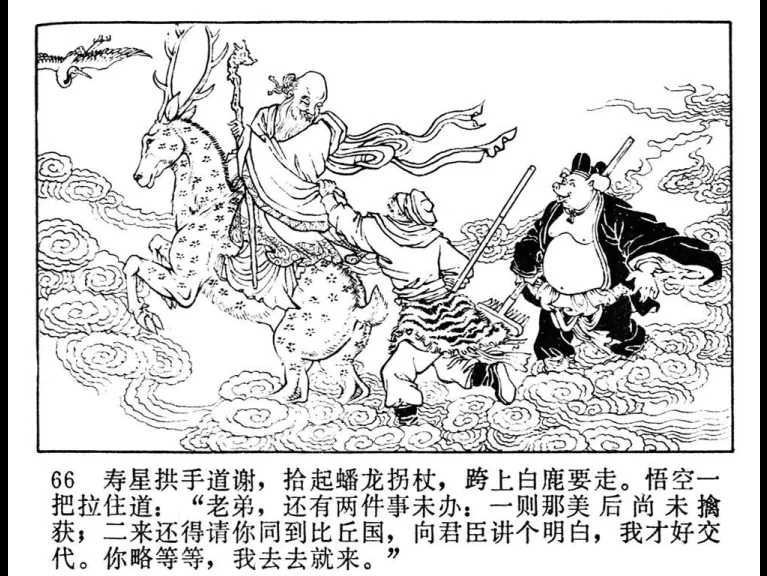 66 寿星拱手道谢，拾起蟠龙拐杖，跨上白鹿要走。悟空一
把拉住道：“老弟，还有两件事未办：一则那美后尚未擒
获；二来还得请你同到比丘国，向君臣讲个明白，我才好交
代。你略等等，我去去就来。”